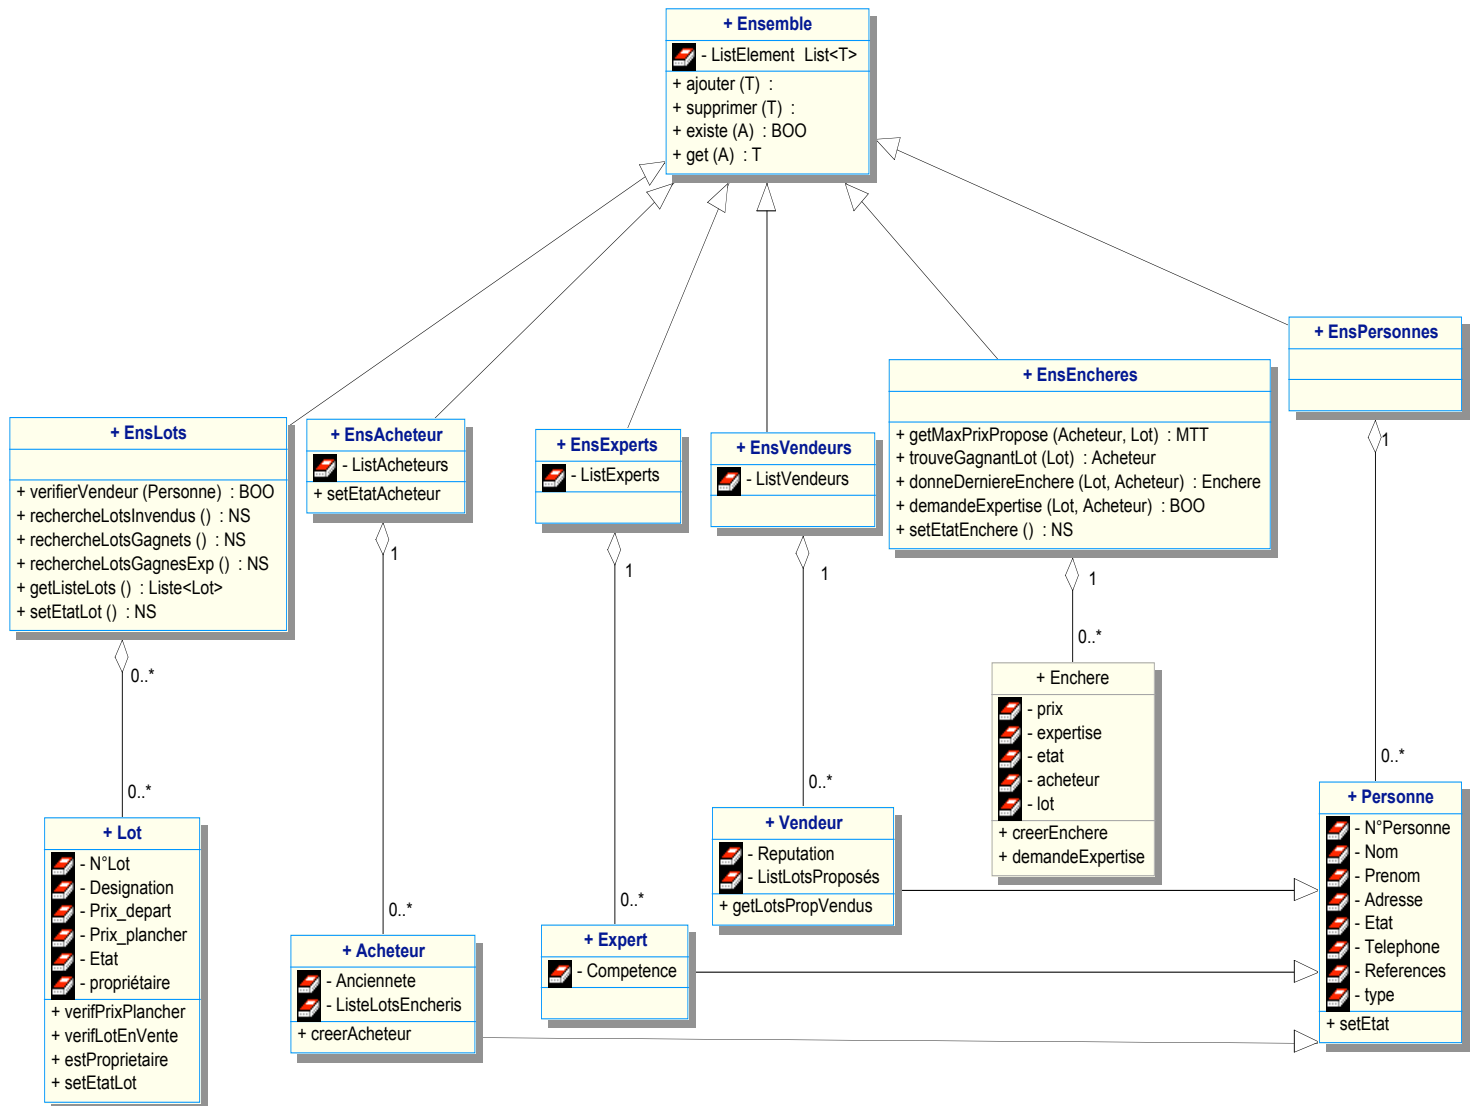 + Ensemble
- ListElement  List<T>
+ ajouter (T)  :
+ supprimer (T)  :
+ existe (A)  : BOO
+ get (A)  : T
+ EnsLots
+ verifierVendeur (Personne)  : BOO
+ rechercheLotsInvendus ()  : NS
+ rechercheLotsGagnets ()  : NS
+ rechercheLotsGagnesExp ()  : NS
+ getListeLots ()  : Liste<Lot>
+ setEtatLot ()  : NS
+ EnsAcheteur
- ListAcheteurs
+ setEtatAcheteur
+ EnsExperts
- ListExperts
+ EnsVendeurs
- ListVendeurs
+ EnsEncheres
+ getMaxPrixPropose (Acheteur, Lot)  : MTT
+ trouveGagnantLot (Lot)  : Acheteur
+ donneDerniereEnchere (Lot, Acheteur)  : Enchere
+ demandeExpertise (Lot, Acheteur)  : BOO
+ setEtatEnchere ()  : NS
+ EnsPersonnes
0..*
0..*
1
0..*
1
0..*
1
0..*
1
0..*
1
0..*
+ Lot
- N°Lot
- Designation
- Prix_depart
- Prix_plancher
- Etat
- propriétaire
+ verifPrixPlancher
+ verifLotEnVente
+ estProprietaire
+ setEtatLot
+ Acheteur
- Anciennete
- ListeLotsEncheris
+ creerAcheteur
+ Expert
- Competence
+ Vendeur
- Reputation
- ListLotsProposés
+ getLotsPropVendus
+ Enchere
- prix
- expertise
- etat
- acheteur
- lot
+ creerEnchere
+ demandeExpertise
+ Personne
- N°Personne
- Nom
- Prenom
- Adresse
- Etat
- Telephone
- References
- type
+ setEtat